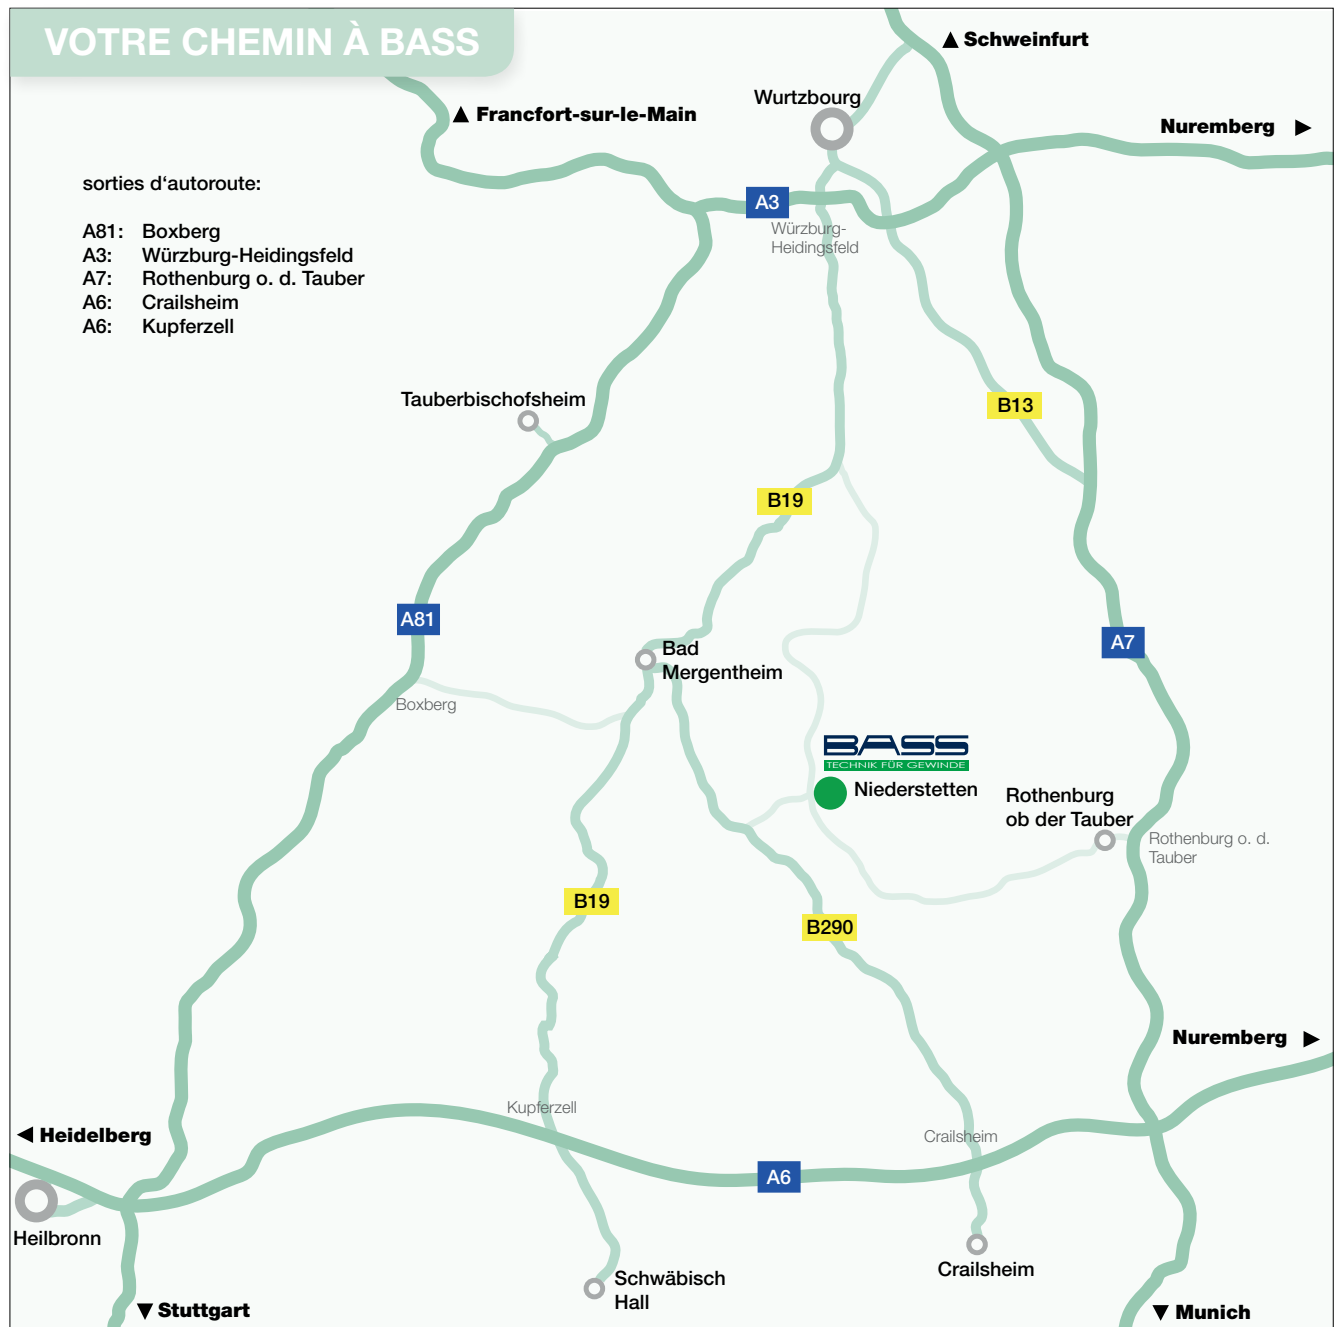 VOTRE CHEMIN À BASS
▲ Schweinfurt
Wurtzbourg
▲ Francfort-sur-le-Main
Nuremberg ►
sorties d‘autoroute:
A81: Boxberg
A3: Würzburg-Heidingsfeld
A7: Rothenburg o. d. Tauber
A6: Crailsheim
A6: Kupferzell
A3
Würzburg-
Heidingsfeld
Tauberbischofsheim
B13
B19
A81
A7
Bad
Mergentheim
Boxberg
BASS
TECHNIK FÜR GEWINDE
Niederstetten
Rothenburg
ob der Tauber
Rothenburg o. d.
Tauber
B19
B290
Nuremberg ►
Kupferzell
◄ Heidelberg
Crailsheim
A6
Heilbronn
Crailsheim
Schwäbisch
Hall
▼ Stuttgart
▼ Munich